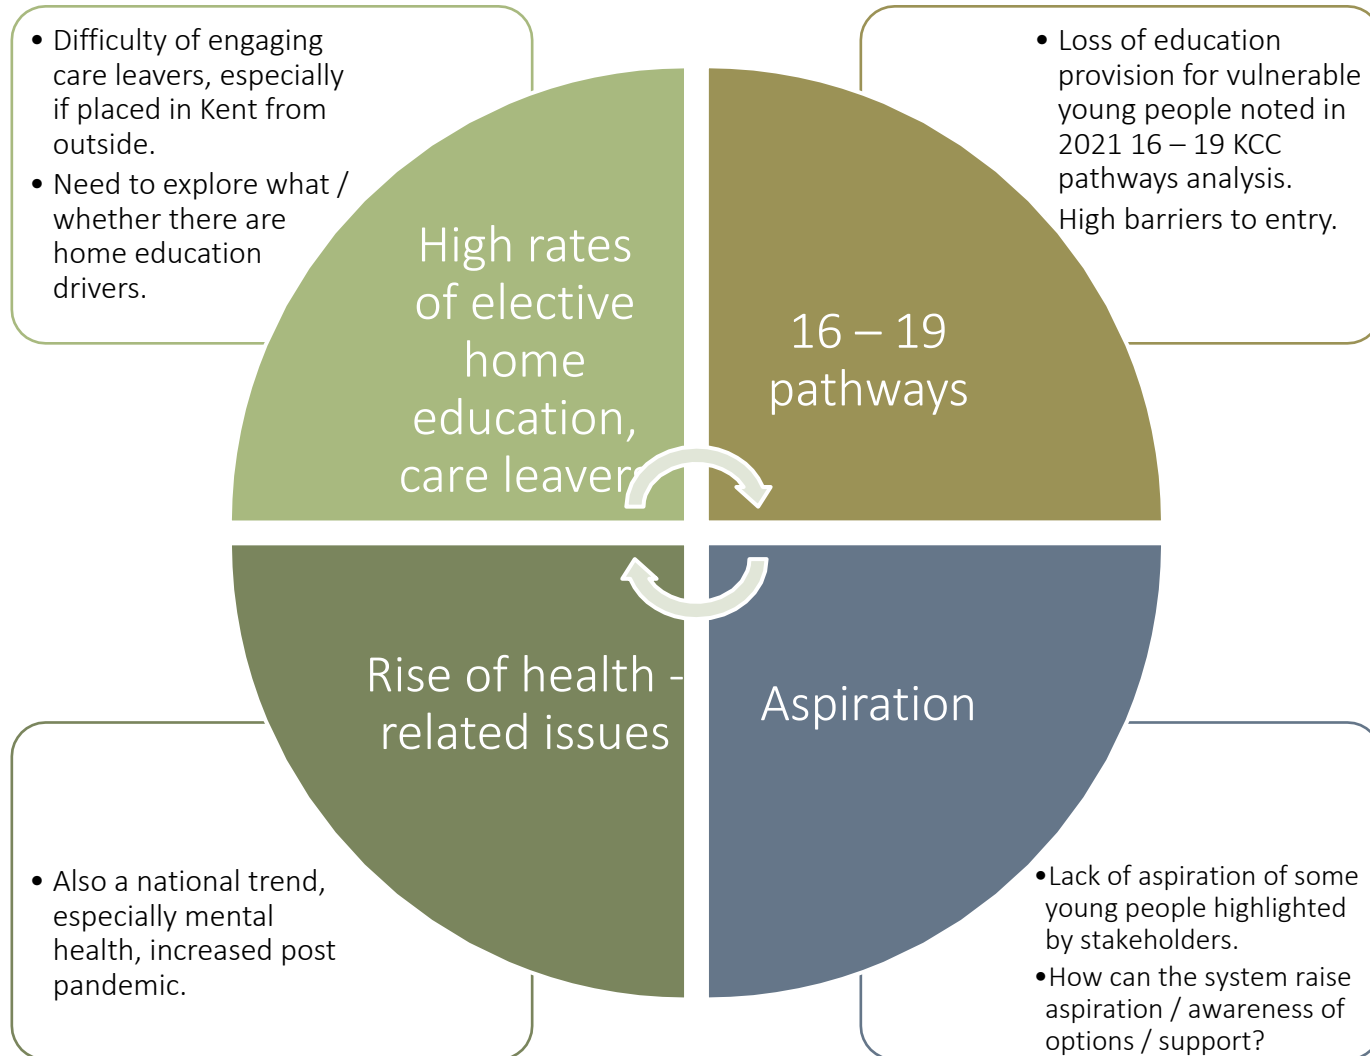 • Difficulty of engaging
care leavers, especially
if placed in Kent from
outside.
• Need to explore what /
whether there are
home education
drivers.
High rates
of elective
home
education,
care leavers
• Loss of education
provision for vulnerable
young people noted in
2021 16 – 19 KCC
pathways analysis.
High barriers to entry.
16 – 19
pathways
Rise of health -
related issues
• Also a national trend,
especially mental
health, increased post
pandemic.
Aspiration
•Lack of aspiration of some
young people highlighted
by stakeholders.
•How can the system raise
aspiration / awareness of
options / support?